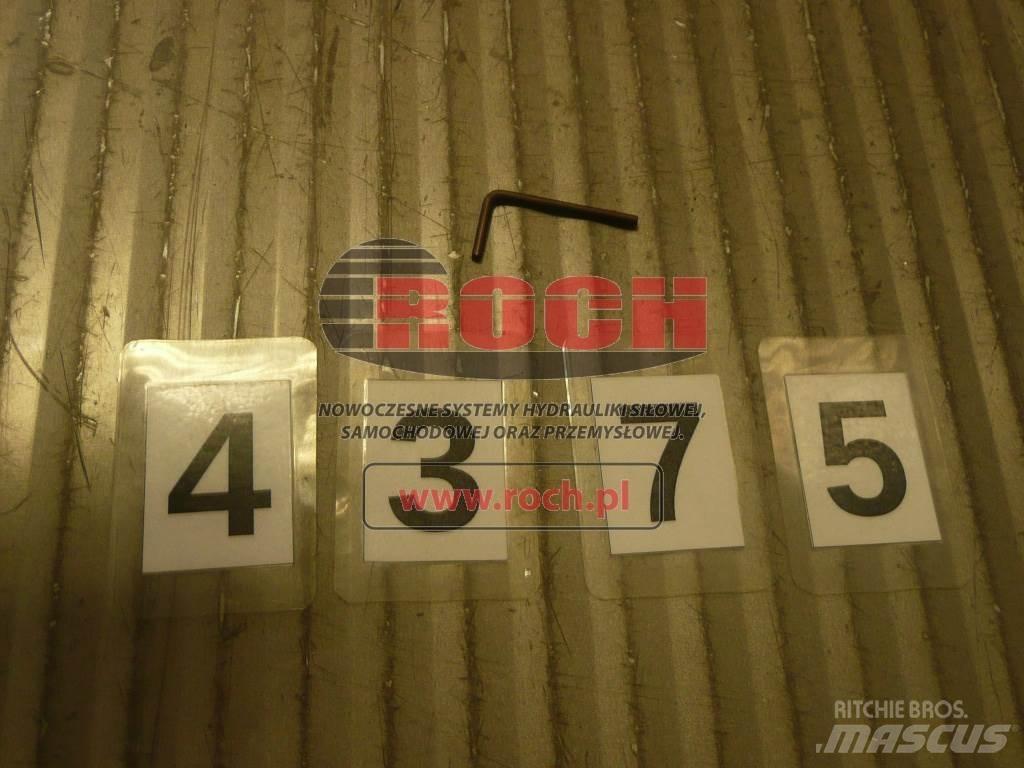 ROCH
NOWOCZESNE SYSTEMY HYDRAULIKI SIŁOWEJ,
SAMOCHODOWEJ ORAZ PRZEMYSŁOWEJ.
4 3 7 5
www.roch.pl
RITCHIE BROS.
MASCUS